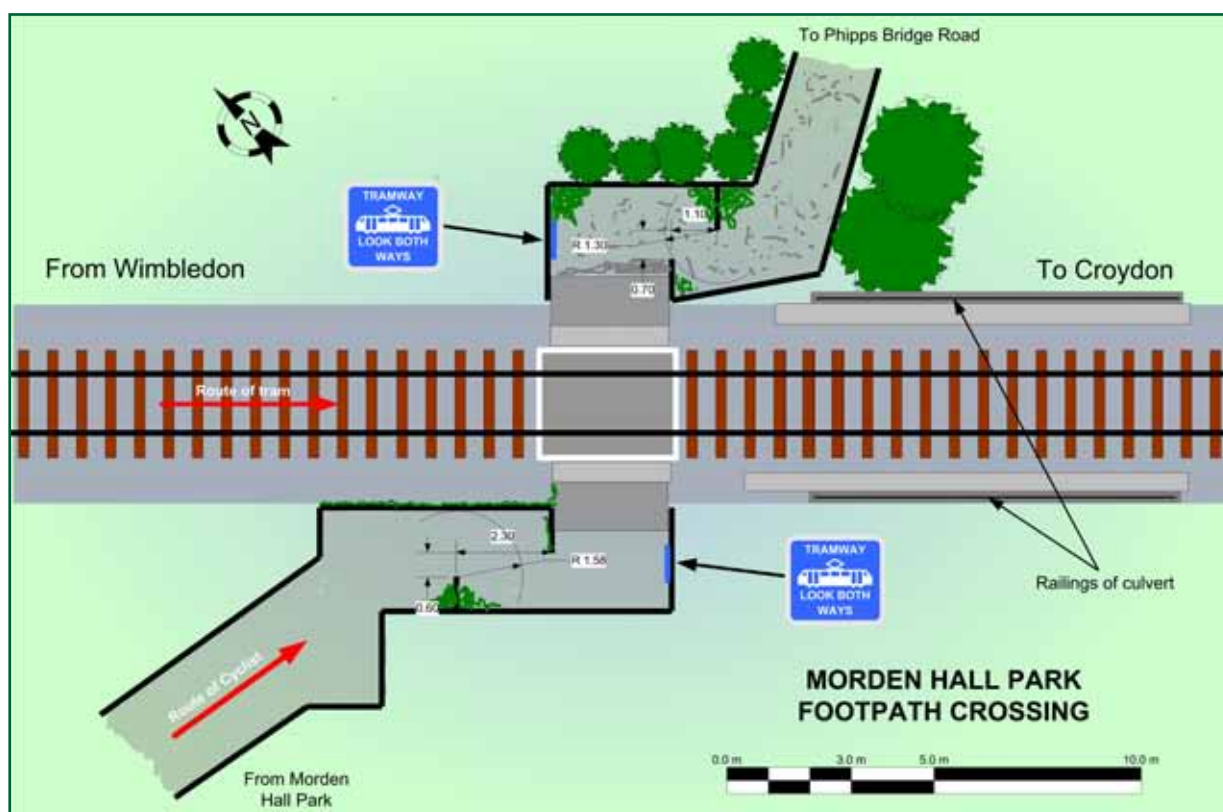 To Phipps Bridge Road
N
TRAMWAY
LOOK BOTH
WAYS
1.10
R 1.30
0.70
From Wimbledon
To Croydon
Route of tram
2.30
R 1.58
0.60
TRAMWAY
LOOK BOTH
WAYS
Railings of culvert
Route of Cyclist
MORDEN HALL PARK
FOOTPATH CROSSING
0.0 m 3.0 m 5.0 m 10.0 m
From Morden
Hall Park